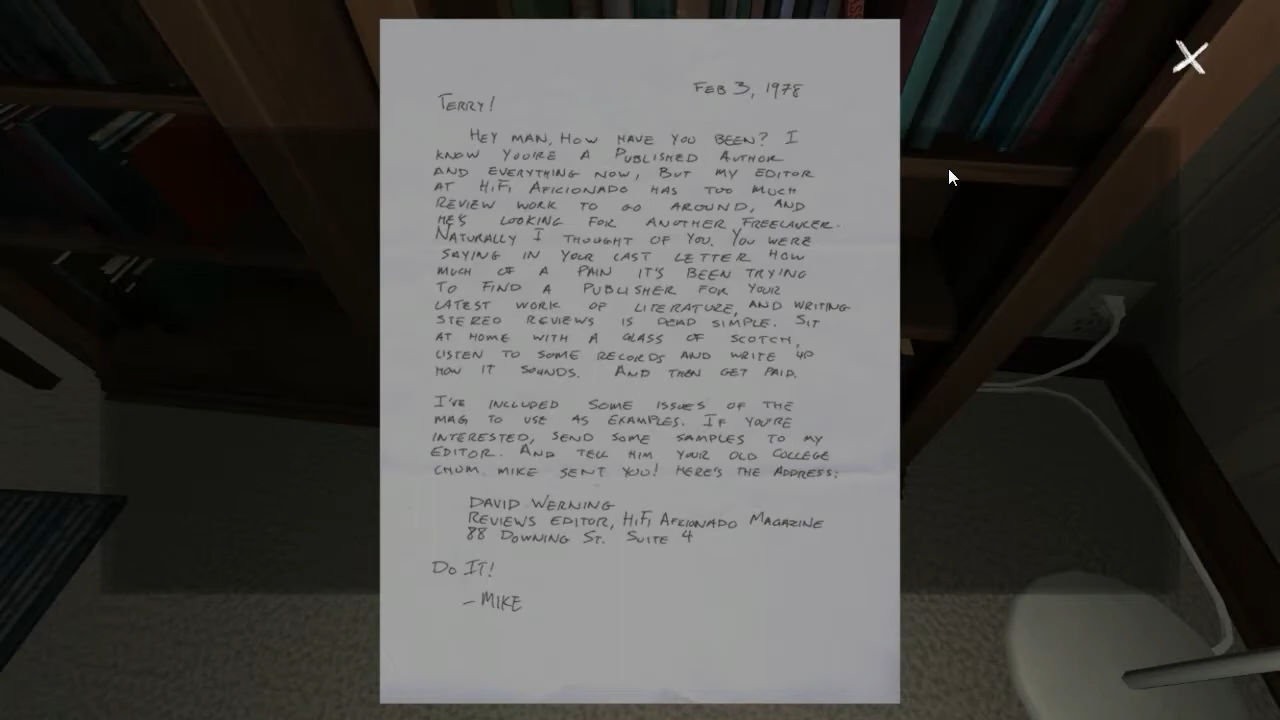 FEB 3, 1978
TERRY!
HEY MAN, HOW HAVE YOU BEEN? I
KNOW YOU'RE A PUBLISHED AUTHOR
AND EVERYTHING NOW, BUT MY EDITOR
AT HIFI AFICIONADO HAS TOO MUCH
REVIEW WORK TO GO AROUND, AND
HE'S LOOKING FOR ANOTHER FREELANCER.
NATURALLY I THOUGHT OF YOU. YOU WERE
SAYING IN YOUR LAST LETTER HOW
MUCH OF A PAIN IT'S BEEN TRYING
TO FIND A PUBLISHER FOR YOUR
LATEST WORK OF LITERATURE, AND WRITING
STEREO REVIEWS IS DEAD SIMPLE. SIT
AT HOME WITH A GLASS OF SCOTCH,
LISTEN TO SOME RECORDS AND WRITE UP
HOW IT SOUNDS. AND THEN GET PAID.
I'VE INCLUDED SOME ISSUES OF THE
MAG TO USE AS EXAMPLES. IF YOU'RE
INTERESTED, SEND SOME SAMPLES TO MY
EDITOR. AND TELL HIM YOUR OLD COLLEGE
CHUM MIKE SENT YOU! HERE'S THE ADDRESS:
DAVID WERNING
REVIEWS EDITOR, HIFI AFICIONADO MAGAZINE
88 DOWNING ST. SUITE 4
DO IT!
- MIKE